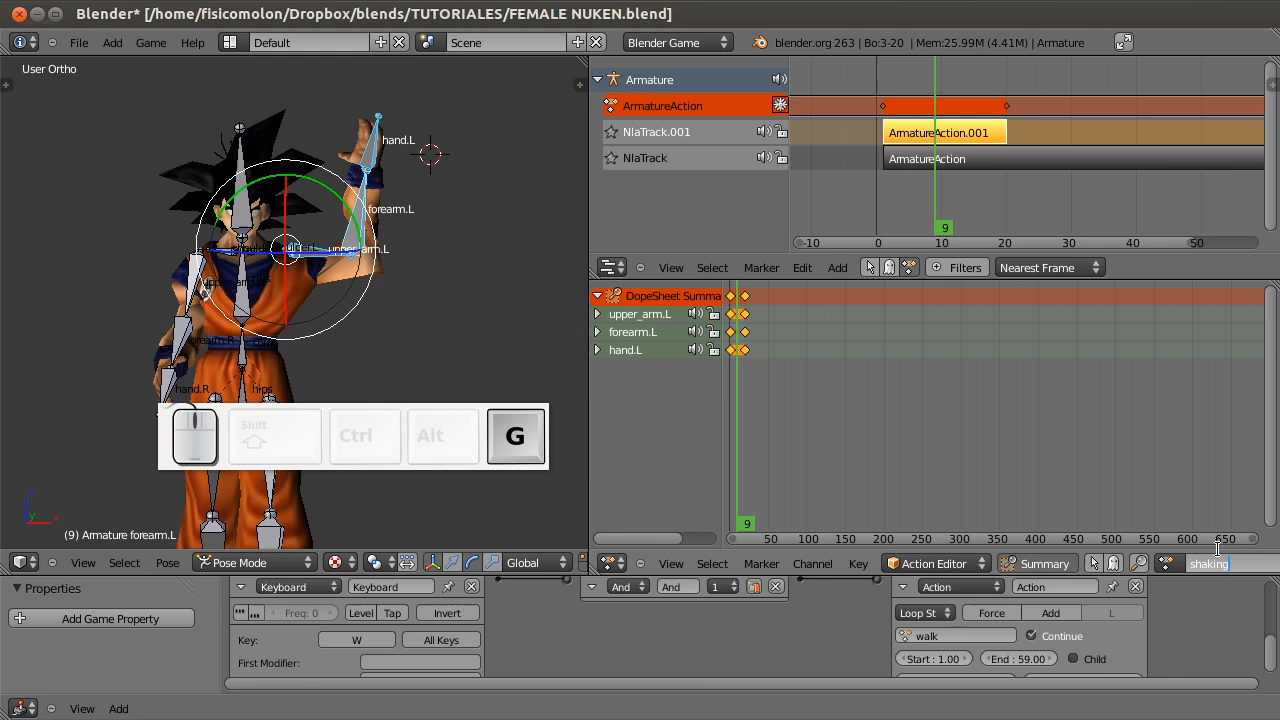 Blender* [/home/fisicomolon/Dropbox/blends/TUTORIALES/FEMALE NUKEN.blend]
File Add Game Help Default Scene Blender Game blender.org 263 | Bo:3-20 | Mem:25.99M (4.41M) | Armature
User Ortho
Armature
ArmatureAction
NlaTrack.001 ArmatureAction.001
NlaTrack ArmatureAction
hand.L
forearm.L
upper_arm.L
9
-10 0 10 20 30 40 50
View Select Marker Edit Add Filters Nearest Frame
DopeSheet Summa
upper_arm.L
forearm.L
hand.L
forearm.R
hand.R hips
Shift Ctrl Alt G
9
50 100 150 200 250 300 350 400 450 500 550 600 650
(9) Armature forearm.L
View Select Pose Pose Mode Global
View Select Marker Channel Key Action Editor Summary shaking
Properties
Add Game Property
Keyboard Keyboard
Freq: 0 Level Tap Invert
Key: W All Keys
First Modifier:
And And 1
Action Action
Loop St Force Add L
walk Continue
Start : 1.00 End : 59.00 Child
View Add